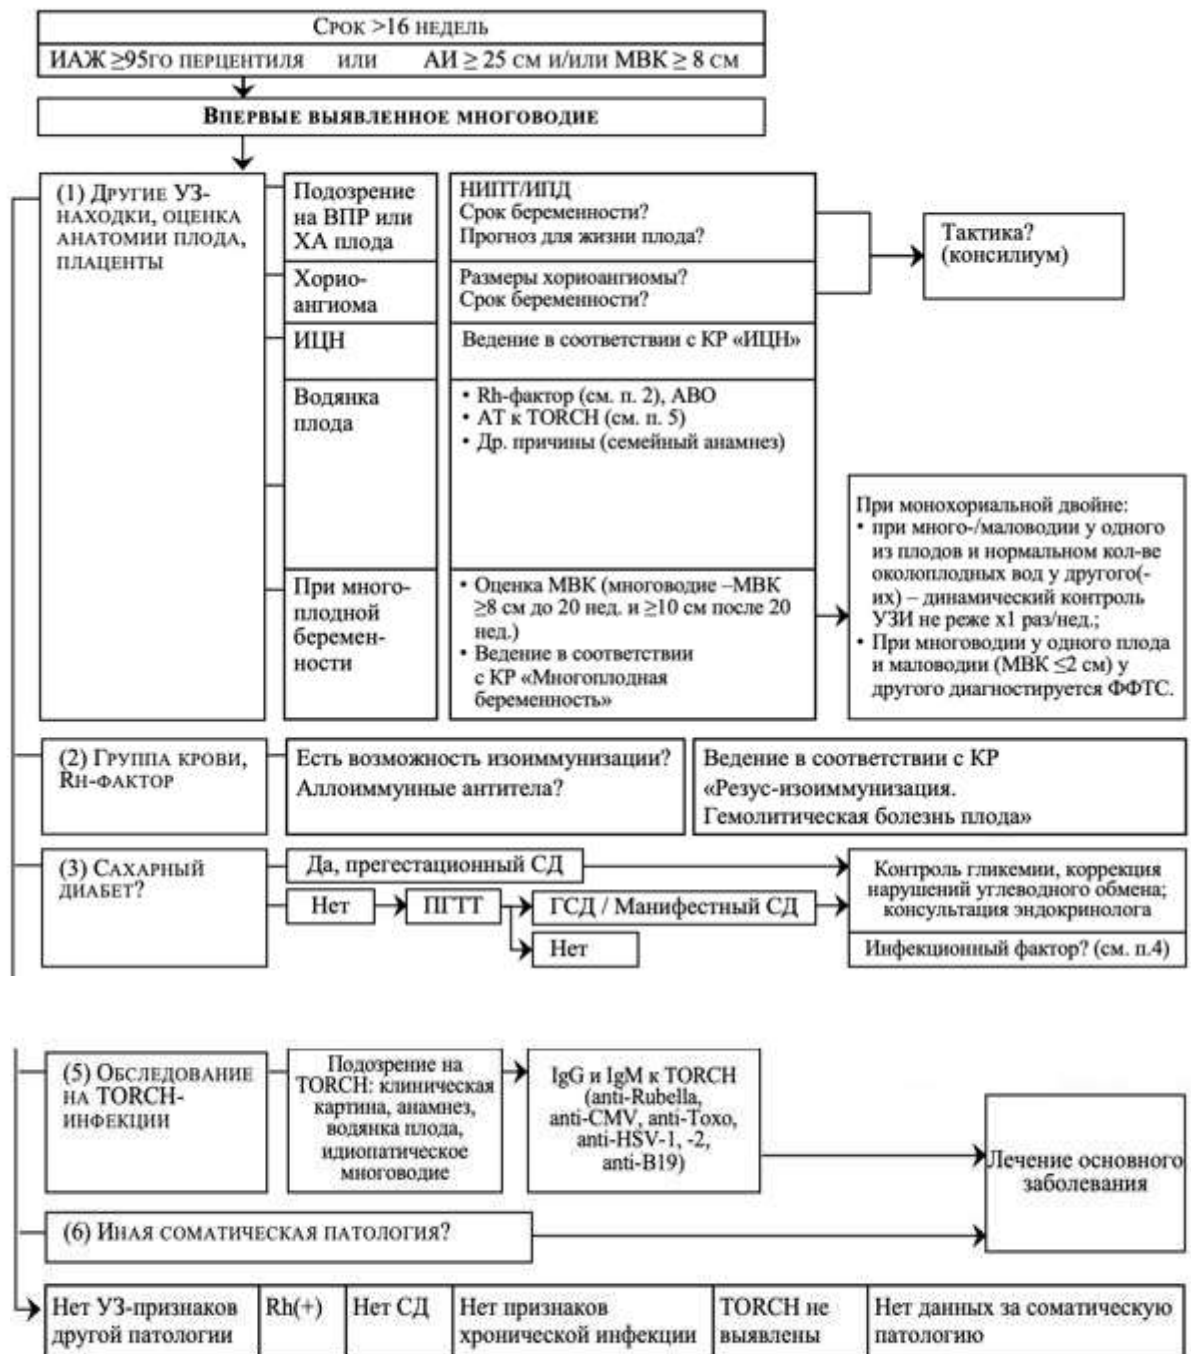 Срок >16 недель
ИАЖ ≥95го перцентиля или АИ ≥ 25 см и/или МВК ≥ 8 см
Впервые выявленное многоводие
(1) Другие УЗ-
находки, оценка
анатомии плода,
плаценты
Подозрение
на ВПР или
ХА плода
НИПТ/ИПД
Срок беременности?
Прогноз для жизни плода?
Тактика?
(консилиум)
Хорио-
ангиома
Размеры хориоангиомы?
Срок беременности?
ИЦН
Ведение в соответствии с КР «ИЦН»
Водянка
плода
• Rh-фактор (см. п. 2), АВО
• АТ к TORCH (см. п. 5)
• Др. причины (семейный анамнез)
При много-
плодной
беремен-
ности
• Оценка МВК (многоводие –МВК
≥8 см до 20 нед. и ≥10 см после 20
нед.)
• Ведение в соответствии
с КР «Многоплодная
беременность»
При монохориальной двойне:
• при много-/маловодии у одного
из плодов и нормальном кол-ве
околоплодных вод у другого(-
их) – динамический контроль
УЗИ не реже х1 раз/нед.;
• При многоводии у одного плода
и маловодии (МВК ≤2 см) у
другого диагностируется ФФТС.
(2) Группа крови,
Rh-фактор
Есть возможность изоиммунизации?
Аллоиммунные антитела?
Ведение в соответствии с КР
«Резус-изоиммунизация.
Гемолитическая болезнь плода»
(3) Сахарный
диабет?
Да, прегестационный СД
Нет
ПГТТ
ГСД / Манифестный СД
Нет
Контроль гликемии, коррекция
нарушений углеводного обмена;
консультация эндокринолога
Инфекционный фактор? (см. п.4)
(5) Обследование
на TORCH-
инфекции
Подозрение на
TORCH: клиническая
картина, анамнез,
водянка плода,
идиопатическое
многоводие
IgG и IgM к TORCH
(anti-Rubella,
anti-CMV, anti-Toxo,
anti-HSV-1, -2,
anti-B19)
Лечение основного
заболевания
(6) Иная соматическая патология?
Нет УЗ-признаков
другой патологии
Rh(+)
Нет СД
Нет признаков
хронической инфекции
TORCH не
выявлены
Нет данных за соматическую
патологию